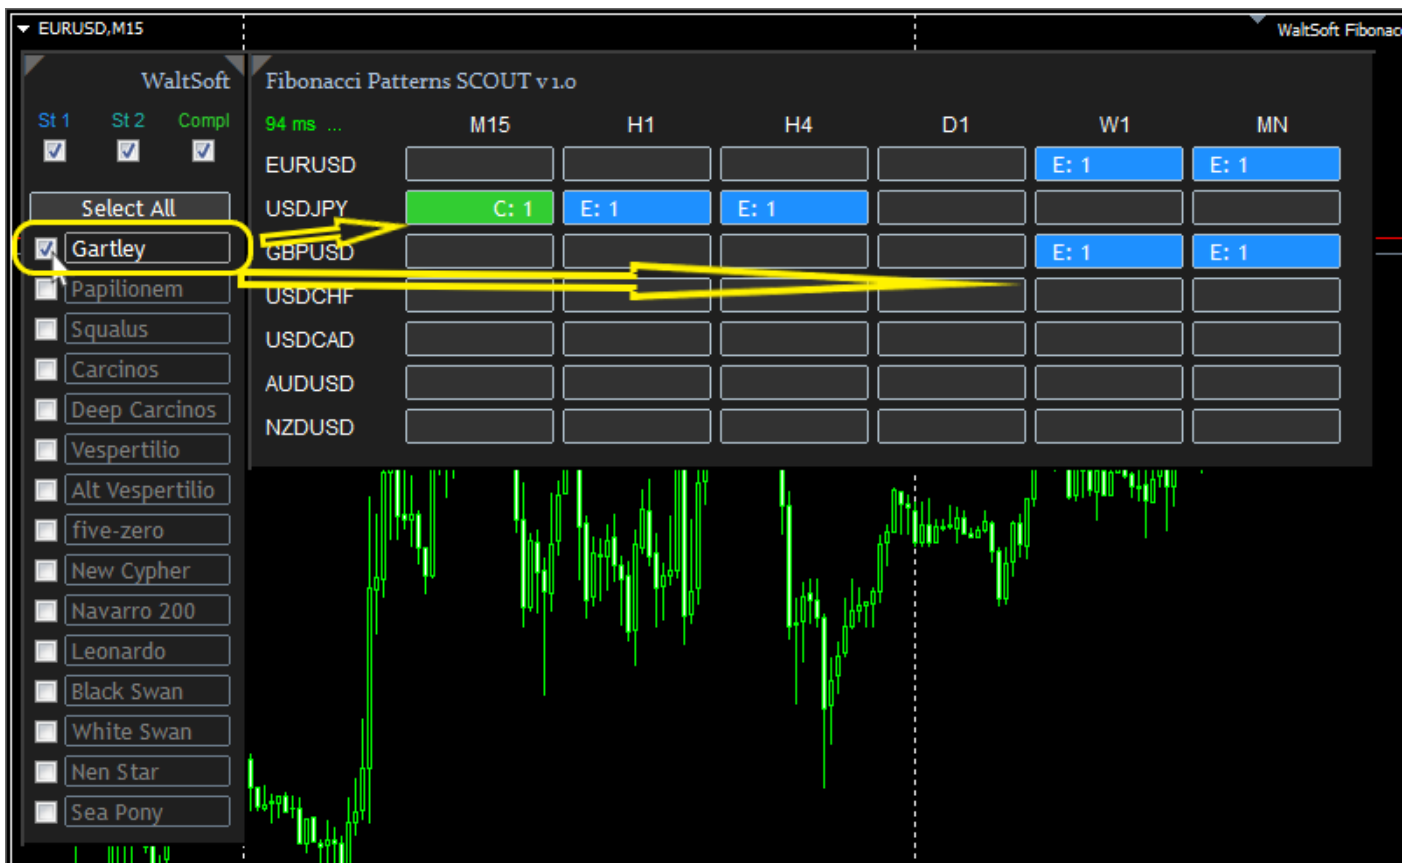 EURUSD,M15
WaltSoft Fibonac
WaltSoft
Fibonacci Patterns SCOUT v 1.0
St 1 St 2 Compl
94 ms ... M15 H1 H4 D1 W1 MN
EURUSD E: 1 E: 1
Select All
USDJPY C: 1 E: 1 E: 1
Gartley
GBPUSD E: 1 E: 1
Papilionem
USDCHF
Squalus
USDCAD
Carcinos
AUDUSD
Deep Carcinos
NZDUSD
Vespertilio
Alt Vespertilio
five-zero
New Cypher
Navarro 200
Leonardo
Black Swan
White Swan
Nen Star
Sea Pony